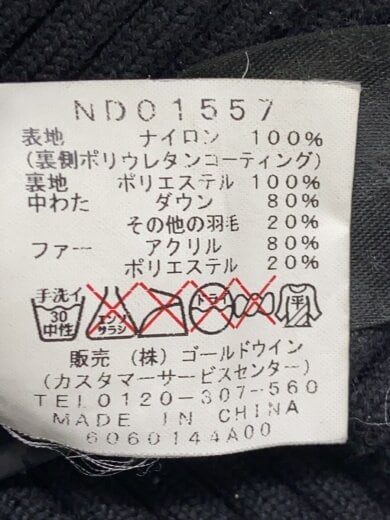 ND01557
表地 ナイロン 100%
(裏側ポリウレタンコーティング)
裏地 ポリエステル 100%
中わた ダウン 80%
その他の羽毛 20%
ファー アクリル 80%
ポリエステル 20%
手洗イ 30 中性 エンソ サラシ ドライ 平
販売 (株) ゴールドウイン
(カスタマーサービスセンター)
TEL0120-307-560
MADE IN CHINA
6060144A00